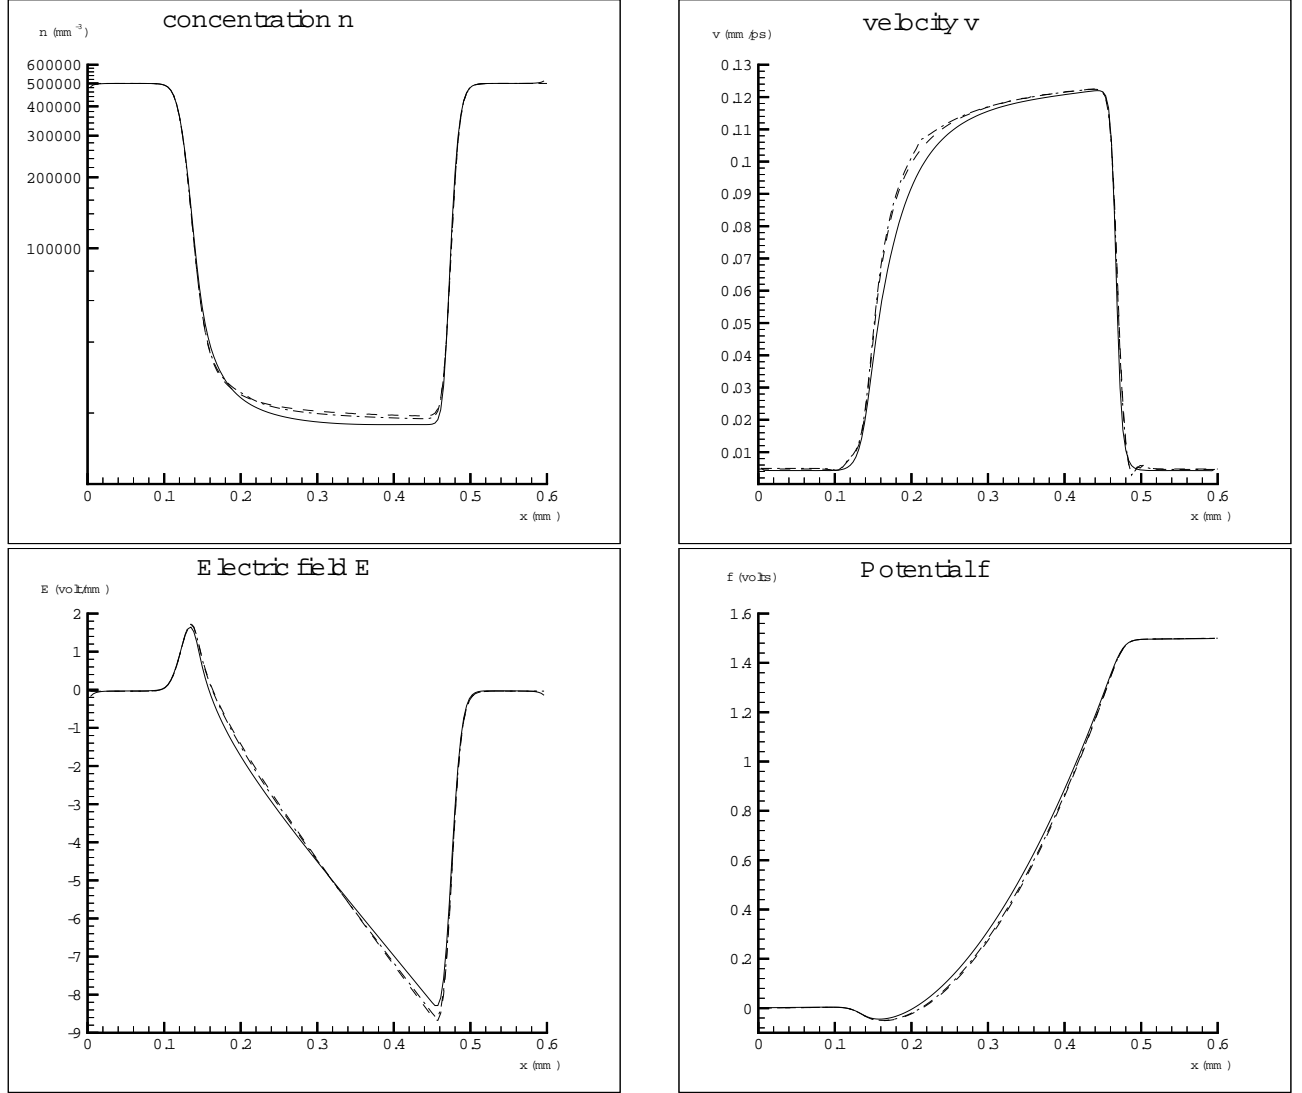 concentration n
n (mm⁻³)
600000
500000
400000
300000
200000
100000
0 0.1 0.2 0.3 0.4 0.5 0.6
x (mm)
velocity v
v (mm/ps)
0.13
0.12
0.11
0.1
0.09
0.08
0.07
0.06
0.05
0.04
0.03
0.02
0.01
0 0.1 0.2 0.3 0.4 0.5 0.6
x (mm)
Electric field E
E (volt/mm)
2
1
0
-1
-2
-3
-4
-5
-6
-7
-8
-9
0 0.1 0.2 0.3 0.4 0.5 0.6
x (mm)
Potential f
f (volts)
1.6
1.4
1.2
1
0.8
0.6
0.4
0.2
0
0 0.1 0.2 0.3 0.4 0.5 0.6
x (mm)